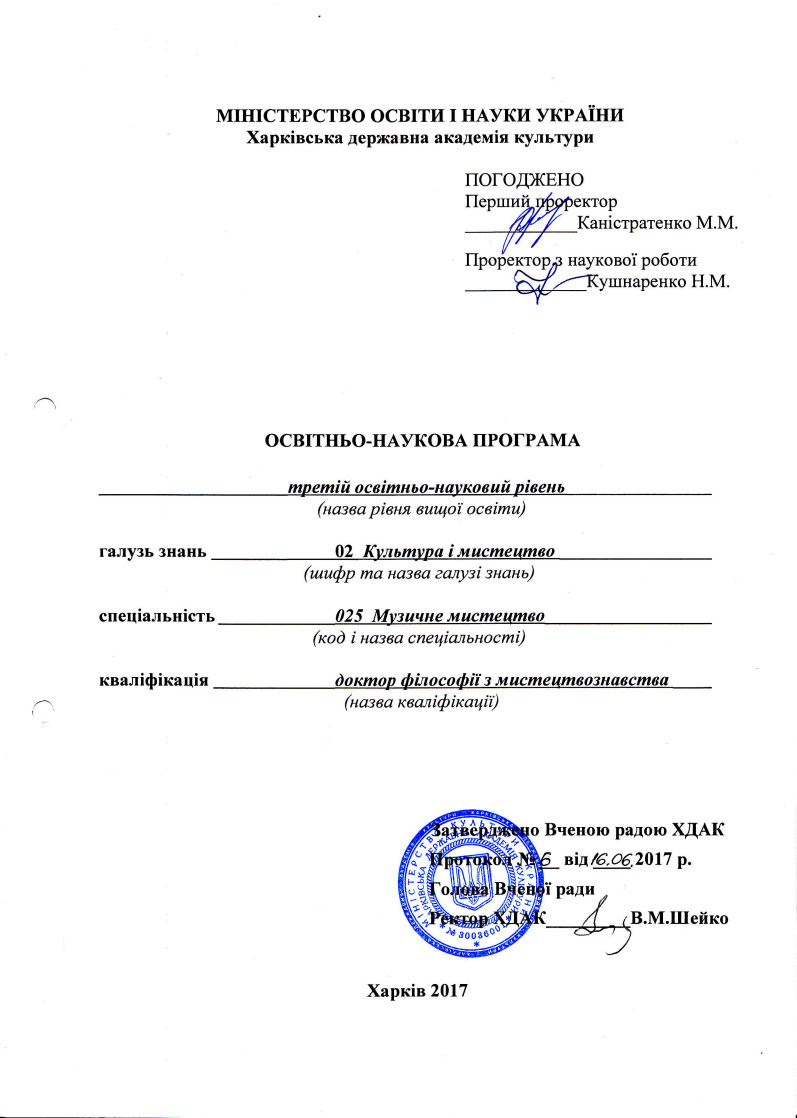 МІНІСТЕРСТВО ОСВІТИ І НАУКИ УКРАЇНИ
Харківська державна академія культури
ПОГОДЖЕНО
Перший проректор
____________Каністратенко М.М.
Проректор з наукової роботи
_____________Кушнаренко Н.М.
ОСВІТНЬО-НАУКОВА ПРОГРАМА
третій освітньо-науковий рівень
(назва рівня вищої освіти)
галузь знань 02 Культура і мистецтво
(шифр та назва галузі знань)
спеціальність 025 Музичне мистецтво
(код і назва спеціальності)
кваліфікація доктор філософії з мистецтвознавства
(назва кваліфікації)
Затверджено Вченою радою ХДАК
Протокол № 6 від 16.06.2017 р.
Голова Вченої ради
Ректор ХДАК_________В.М.Шейко
Харків 2017